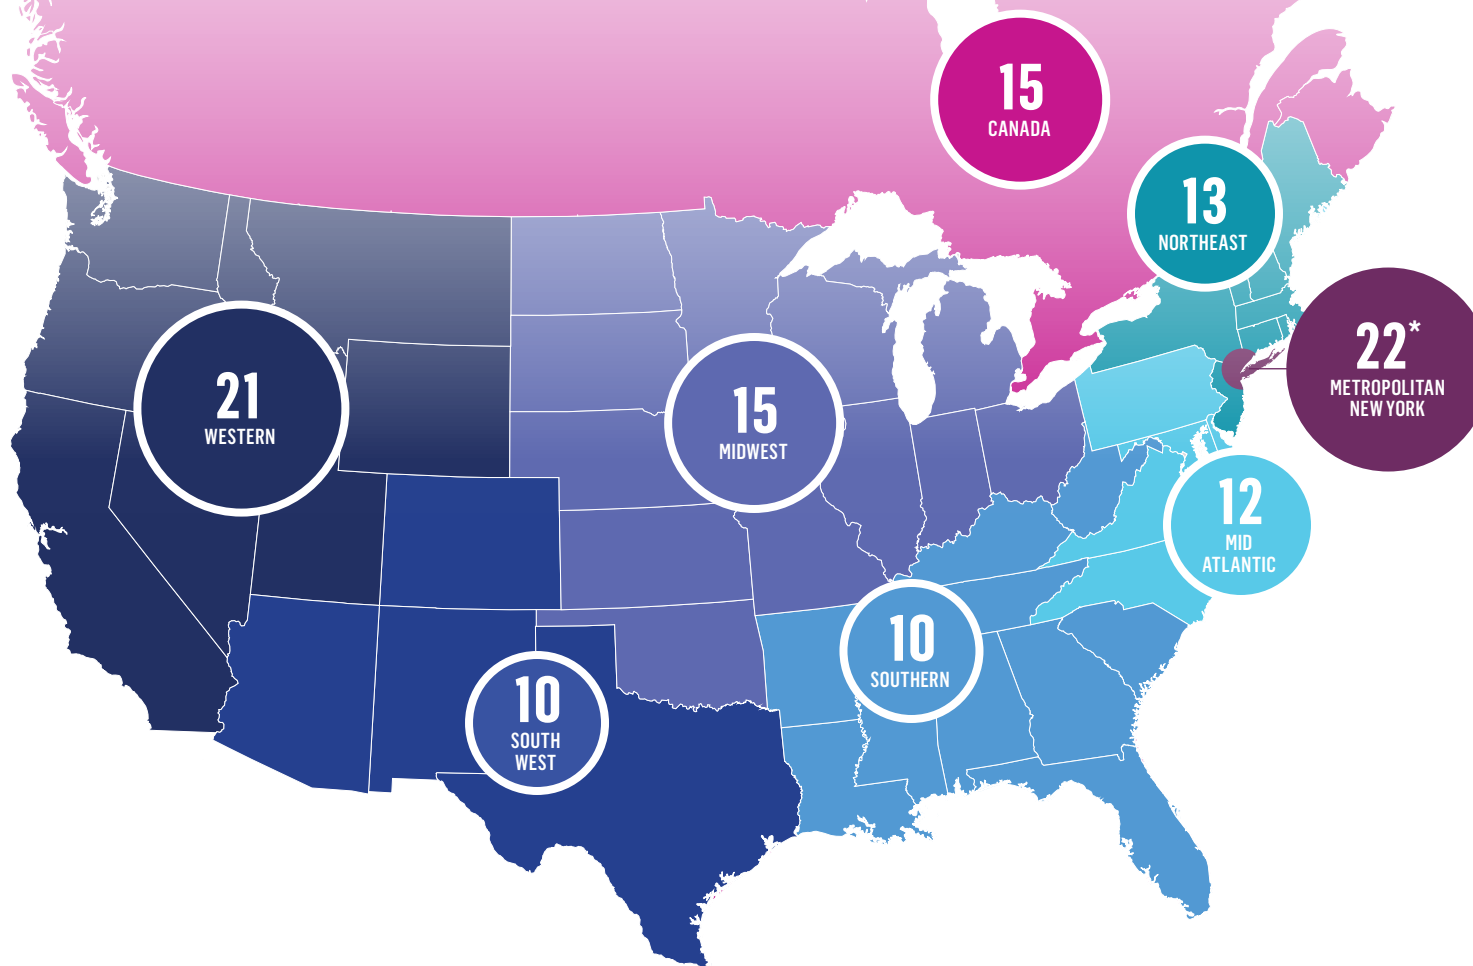 15
CANADA
13
NORTHEAST
22*
METROPOLITAN
NEW YORK
21
WESTERN
15
MIDWEST
12
MID
ATLANTIC
10
SOUTHERN
10
SOUTH
WEST